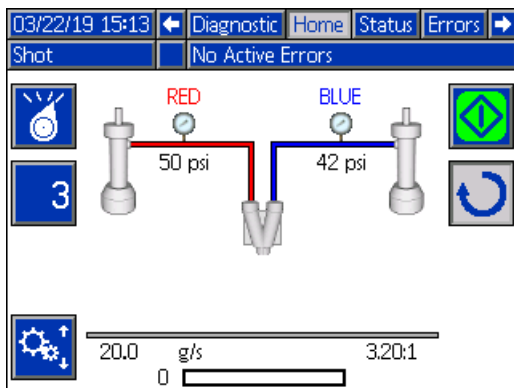 03/22/19 15:13 Diagnostic Home Status Errors
Shot No Active Errors
RED BLUE
50 psi 42 psi
3
20.0 g/s 3.20:1
0